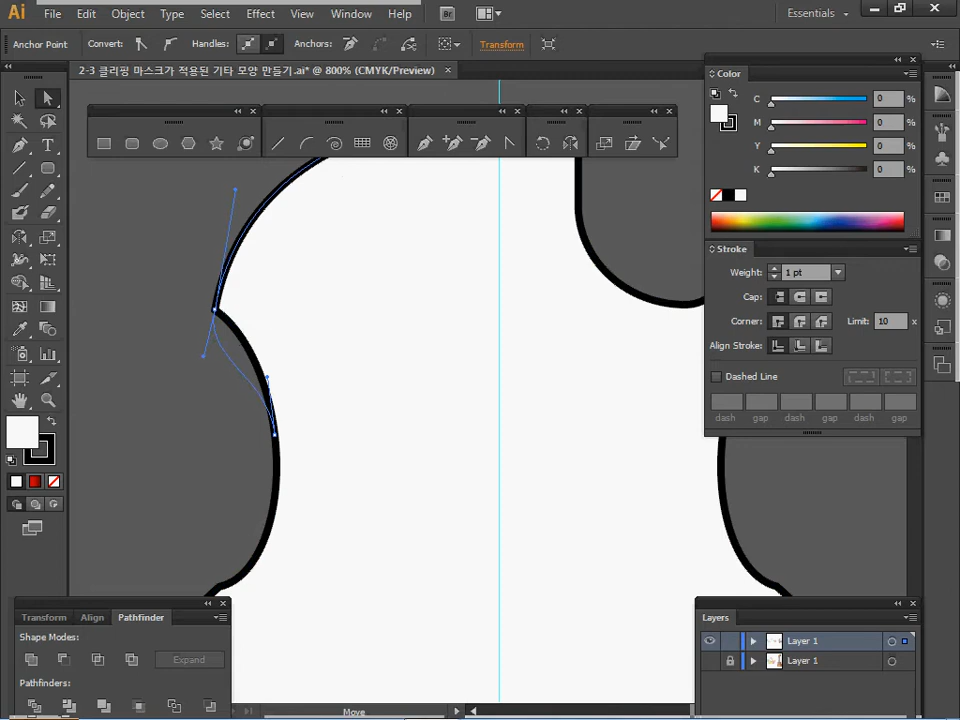 Ai File Edit Object Type Select Effect View Window Help Br Essentials
Anchor Point Convert: Handles: Anchors: Transform
2-3 클리핑 마스크가 적용된 기타 모양 만들기.ai* @ 800% (CMYK/Preview)
Color
C 0 %
M 0 %
Y 0 %
K 0 %
Stroke
Weight: 1 pt
Cap:
Corner: Limit: 10 x
Align Stroke:
Dashed Line
dash gap dash gap dash gap
Transform Align Pathfinder
Shape Modes:
Expand
Pathfinders:
Layers
Layer 1
Layer 1
Move